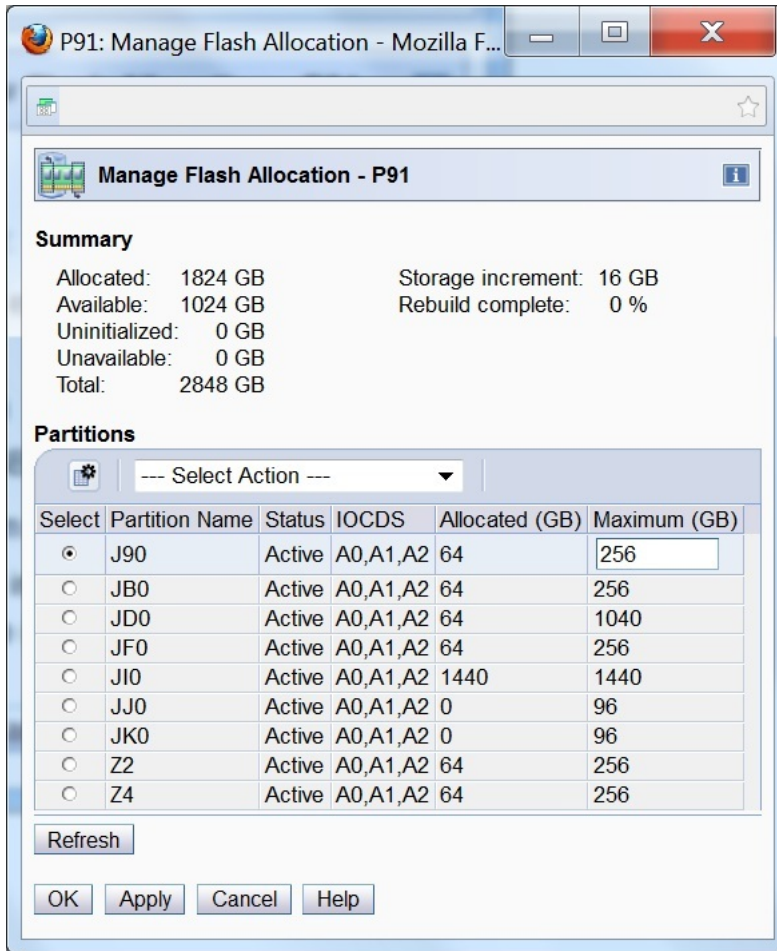 P91: Manage Flash Allocation - Mozilla F...
Manage Flash Allocation - P91
Summary
Allocated: 1824 GB Storage increment: 16 GB
Available: 1024 GB Rebuild complete: 0 %
Uninitialized: 0 GB
Unavailable: 0 GB
Total: 2848 GB
Partitions
--- Select Action ---
Select Partition Name Status IOCDS Allocated (GB) Maximum (GB)
J90 Active A0,A1,A2 64 256
JB0 Active A0,A1,A2 64 256
JD0 Active A0,A1,A2 64 1040
JF0 Active A0,A1,A2 64 256
JI0 Active A0,A1,A2 1440 1440
JJ0 Active A0,A1,A2 0 96
JK0 Active A0,A1,A2 0 96
Z2 Active A0,A1,A2 64 256
Z4 Active A0,A1,A2 64 256
Refresh
OK Apply Cancel Help